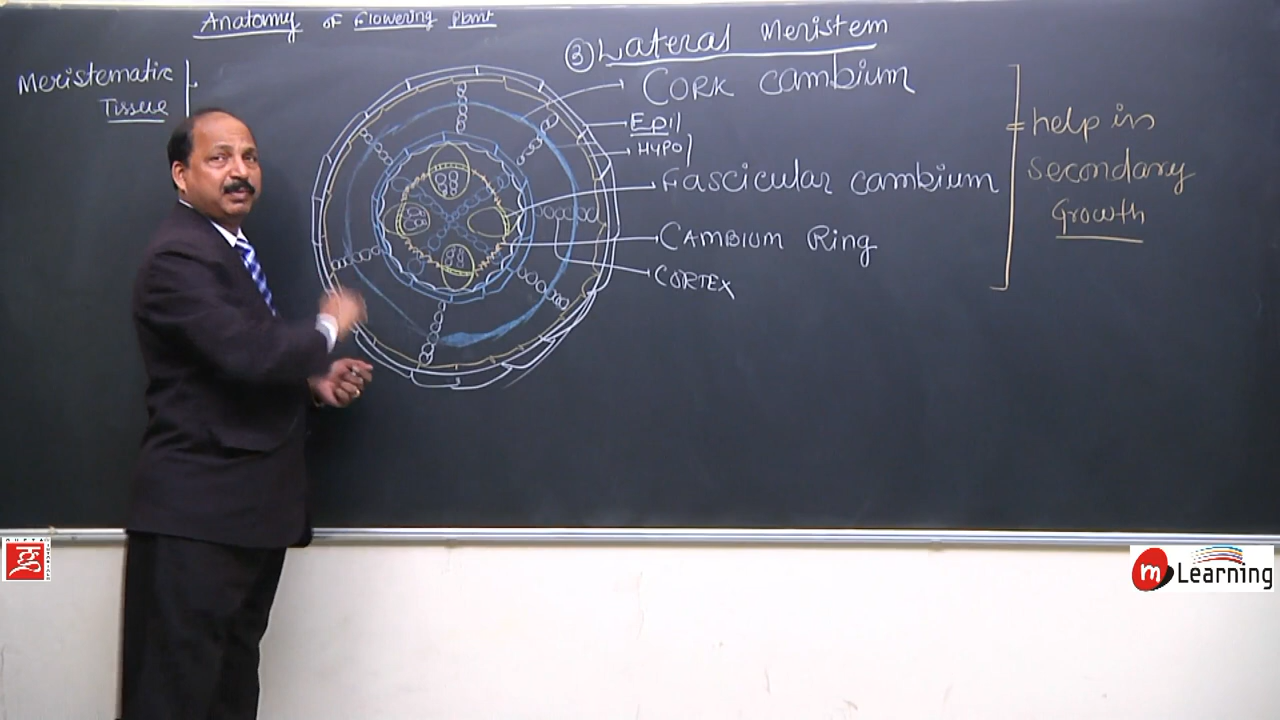 Anatomy of Flowering Plant
Meristematic
Tissue
③ Lateral Meristem
Cork cambium
Epi
HYPO
Fascicular cambium
CAMBIUM Ring
CORTEX
help in
secondary
Growth
m Learning